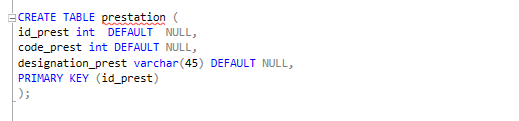 CREATE TABLE prestation (
id_prest int  DEFAULT  NULL,
code_prest int DEFAULT NULL,
designation_prest varchar(45) DEFAULT NULL,
PRIMARY KEY (id_prest)
);